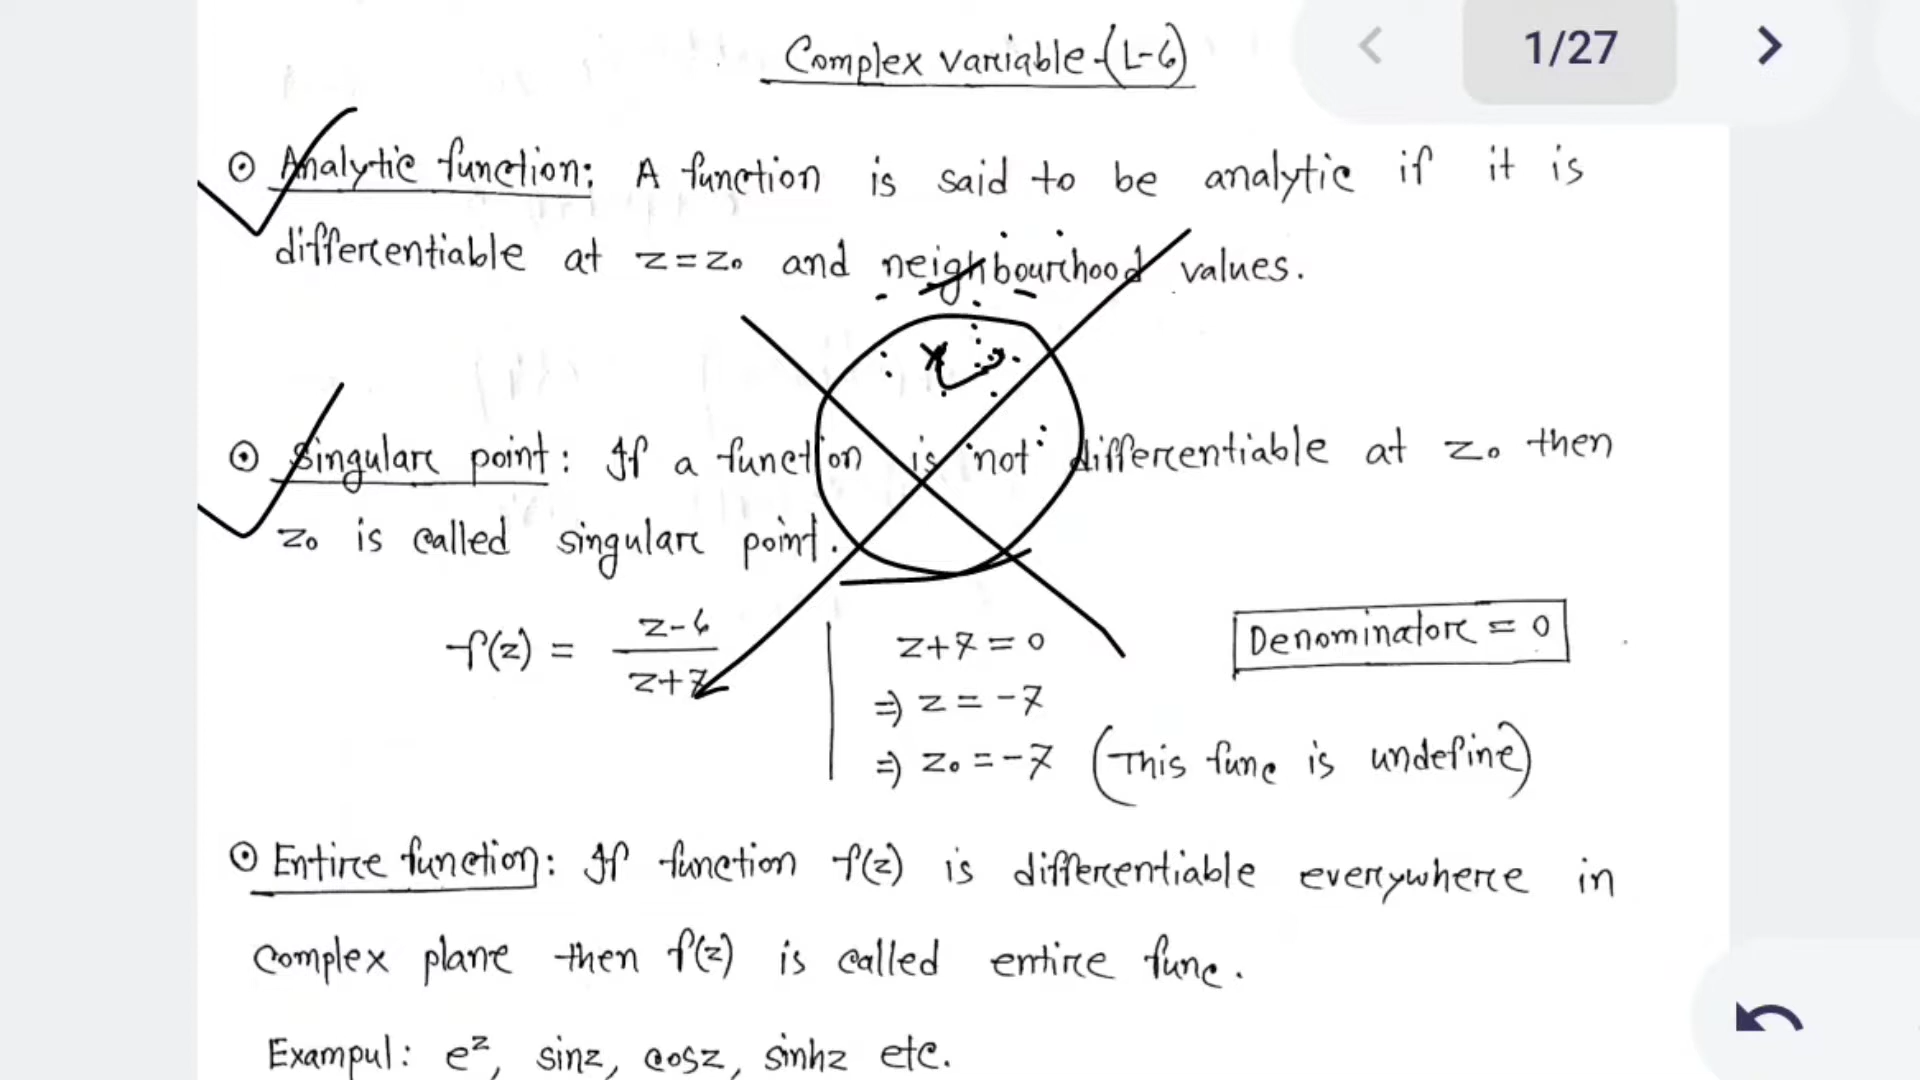 Complex variable-(L-6)
1/27
Analytic function: A function is said to be analytic if it is
differentiable at z=z₀ and neighbourhood values.
Singular point: If a function is not differentiable at z₀ then
z₀ is called singular point.
f(z) = z-6 / z+7
z+7=0
Denominator = 0
⇒ z = -7
⇒ z₀ = -7 (This func is undefine)
Entire function: If function f(z) is differentiable everywhere in
complex plane then f(z) is called entire func.
Exampul: e^z, sinz, cosz, sinhz etc.